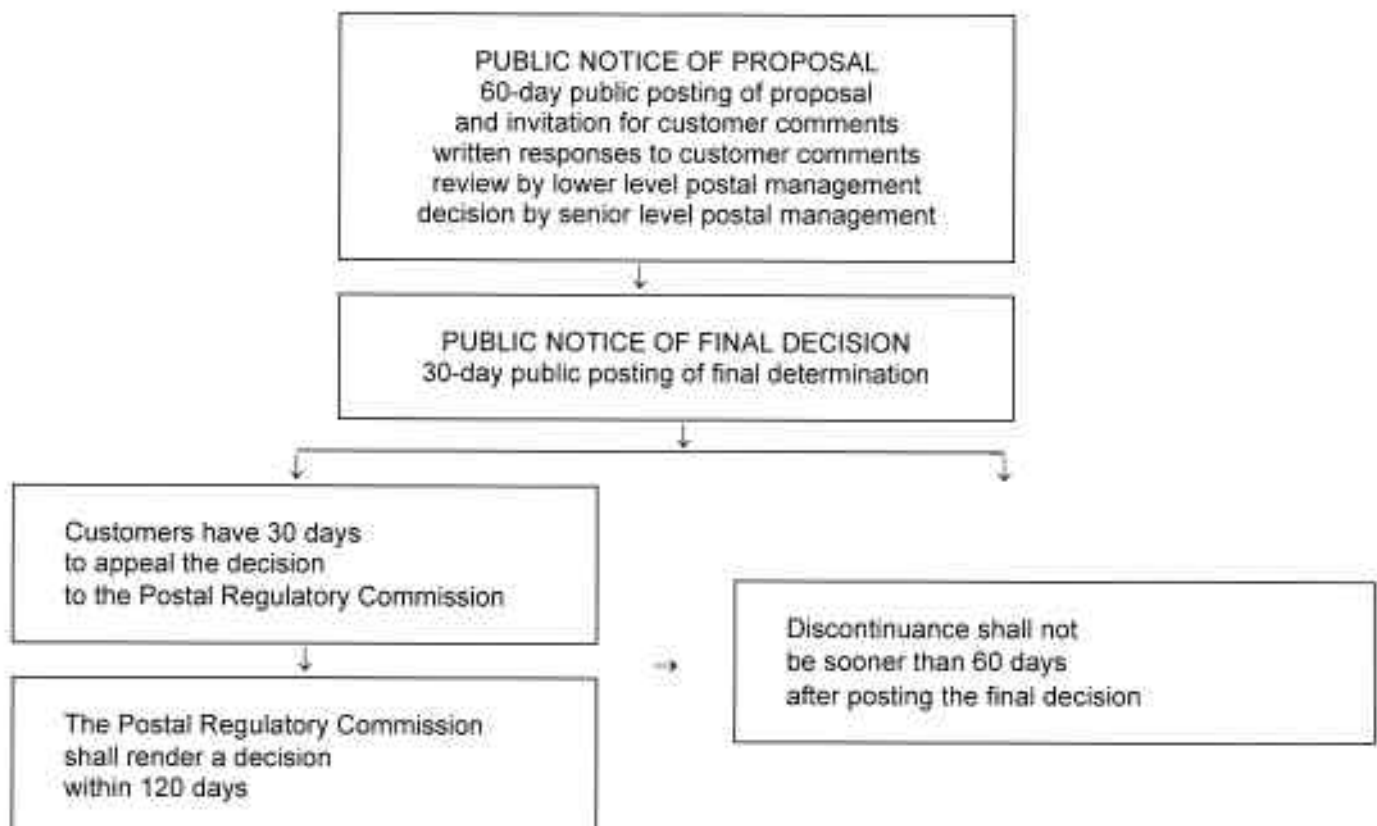 PUBLIC NOTICE OF PROPOSAL
60-day public posting of proposal
and invitation for customer comments
written responses to customer comments
review by lower level postal management
decision by senior level postal management
PUBLIC NOTICE OF FINAL DECISION
30-day public posting of final determination
Customers have 30 days
to appeal the decision
to the Postal Regulatory Commission
The Postal Regulatory Commission
shall render a decision
within 120 days
Discontinuance shall not
be sooner than 60 days
after posting the final decision